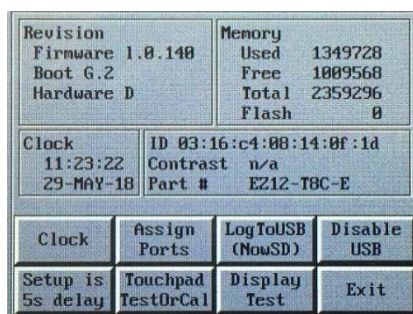 Revision
Firmware 1.0.140
Boot G.2
Hardware D
Memory
Used 1349728
Free 1009568
Total 2359296
Flash 0
Clock
11:23:22
29-MAY-18
ID 03:16:c4:08:14:0f:1d
Contrast n/a
Part # EZ12-T8C-E
Clock
Assign
Ports
LogToUSB
(NowSD)
Disable
USB
Setup is
5s delay
Touchpad
TestOrCal
Display
Test
Exit